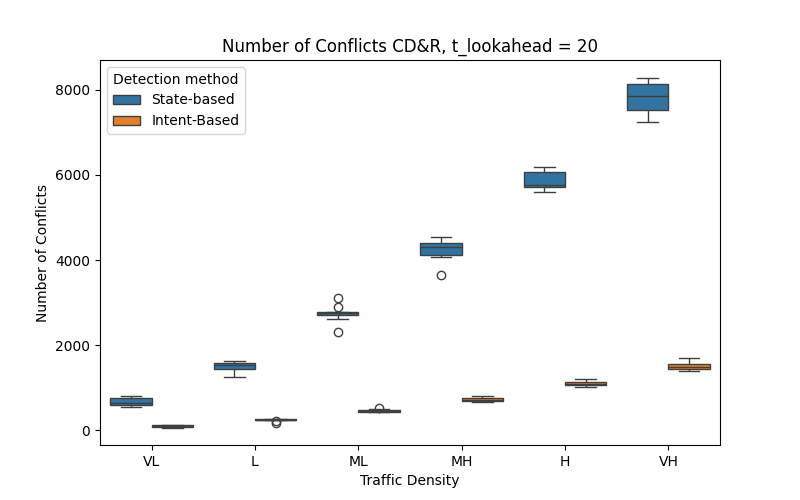 Number of Conflicts CD&R, t_lookahead = 20
Detection method
State-based
Intent-Based
8000
6000
4000
2000
0
Number of Conflicts
VL L ML MH H VH
Traffic Density